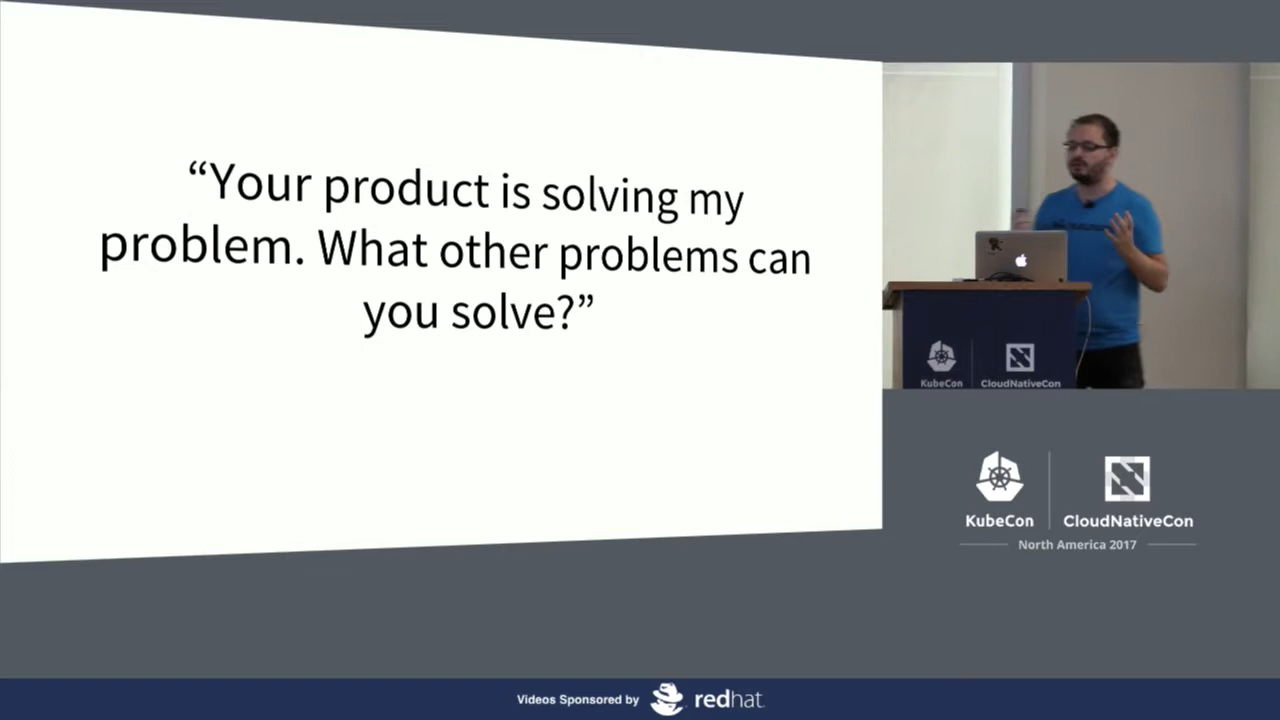 “Your product is solving my
problem. What other problems can
you solve?”
KubeCon
CloudNativeCon
KubeCon
CloudNativeCon
North America 2017
Videos Sponsored by
redhat.